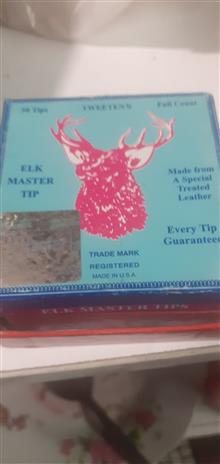 50 Tips TWEETEN'S Full Count
ELK
MASTER
TIP
Made from
A Special
Treated
Leather
Every Tip
Guarantee
TRADE MARK
REGISTERED
MADE IN U.S.A.
ELK MASTER TIPS